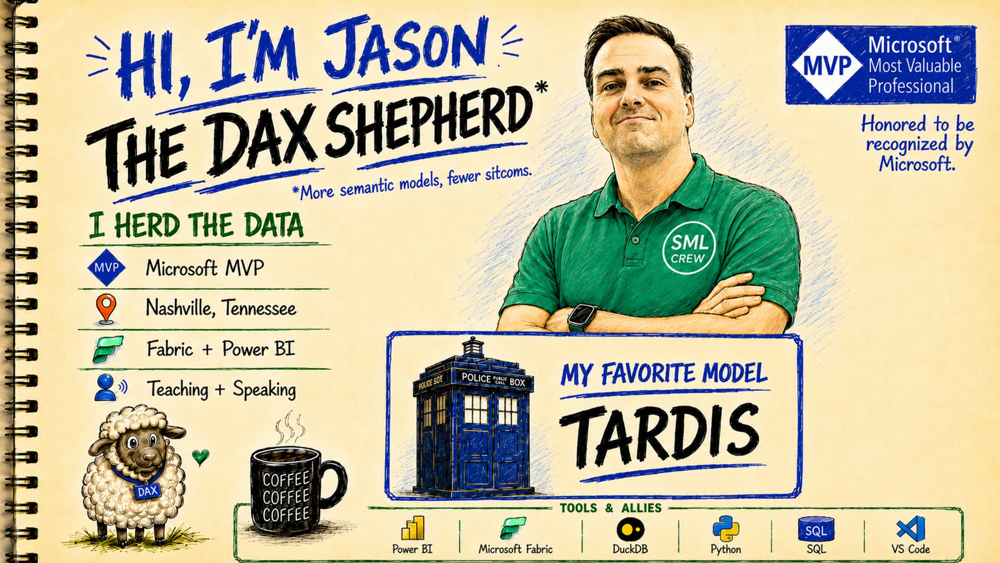 HI, I'M JASON
THE DAX SHEPHERD*
*More semantic models, fewer sitcoms.
MVP
Microsoft®
Most Valuable
Professional
Honored to be
recognized by
Microsoft.
I HERD THE DATA
MVP Microsoft MVP
Nashville, Tennessee
Fabric + Power BI
Teaching + Speaking
SML
CREW
DAX
COFFEE
COFFEE
COFFEE
POLICE PUBLIC CALL BOX
MY FAVORITE MODEL
TARDIS
TOOLS & ALLIES
Power BI
Microsoft Fabric
DuckDB
Python
SQL
SQL
VS Code